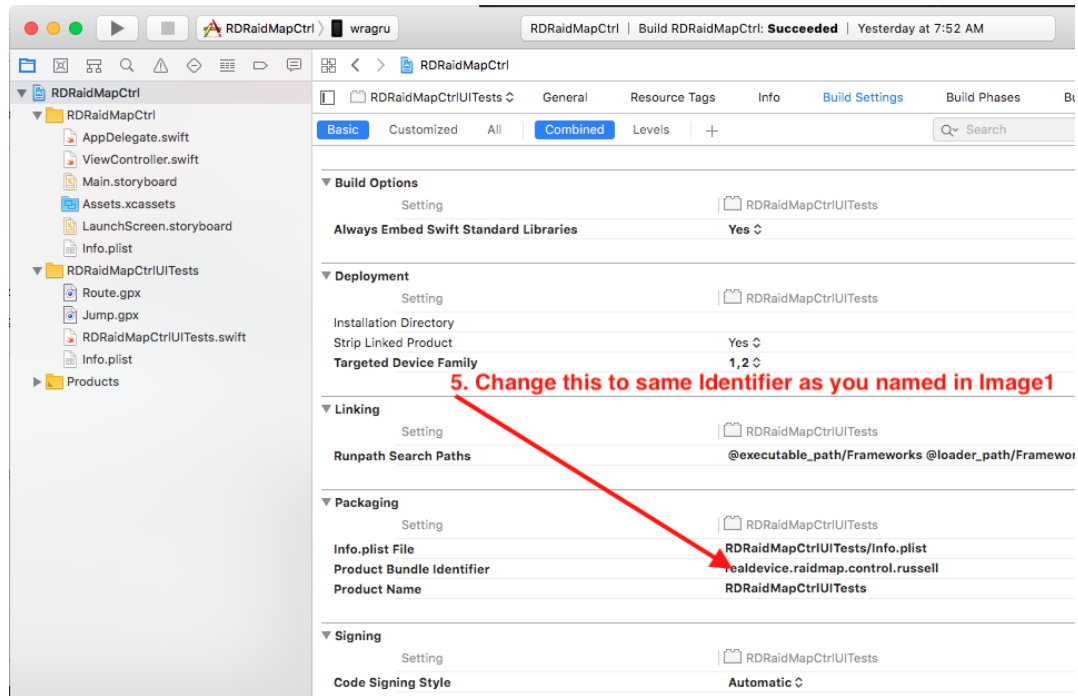 RDRaidMapCtrl wragru
RDRaidMapCtrl | Build RDRaidMapCtrl: Succeeded | Yesterday at 7:52 AM
RDRaidMapCtrl
RDRaidMapCtrl
RDRaidMapCtrl
AppDelegate.swift
ViewController.swift
Main.storyboard
Assets.xcassets
LaunchScreen.storyboard
Info.plist
RDRaidMapCtrlUITests
Route.gpx
Jump.gpx
RDRaidMapCtrlUITests.swift
Info.plist
Products
RDRaidMapCtrlUITests General Resource Tags Info Build Settings Build Phases Bu
Basic Customized All Combined Levels + Search
Build Options
Setting RDRaidMapCtrlUITests
Always Embed Swift Standard Libraries Yes
Deployment
Setting RDRaidMapCtrlUITests
Installation Directory
Strip Linked Product Yes
Targeted Device Family 1,2
5. Change this to same Identifier as you named in Image1
Linking
Setting RDRaidMapCtrlUITests
Runpath Search Paths @executable_path/Frameworks @loader_path/Framewor
Packaging
Setting RDRaidMapCtrlUITests
Info.plist File RDRaidMapCtrlUITests/Info.plist
Product Bundle Identifier realdevice.raidmap.control.russell
Product Name RDRaidMapCtrlUITests
Signing
Setting RDRaidMapCtrlUITests
Code Signing Style Automatic